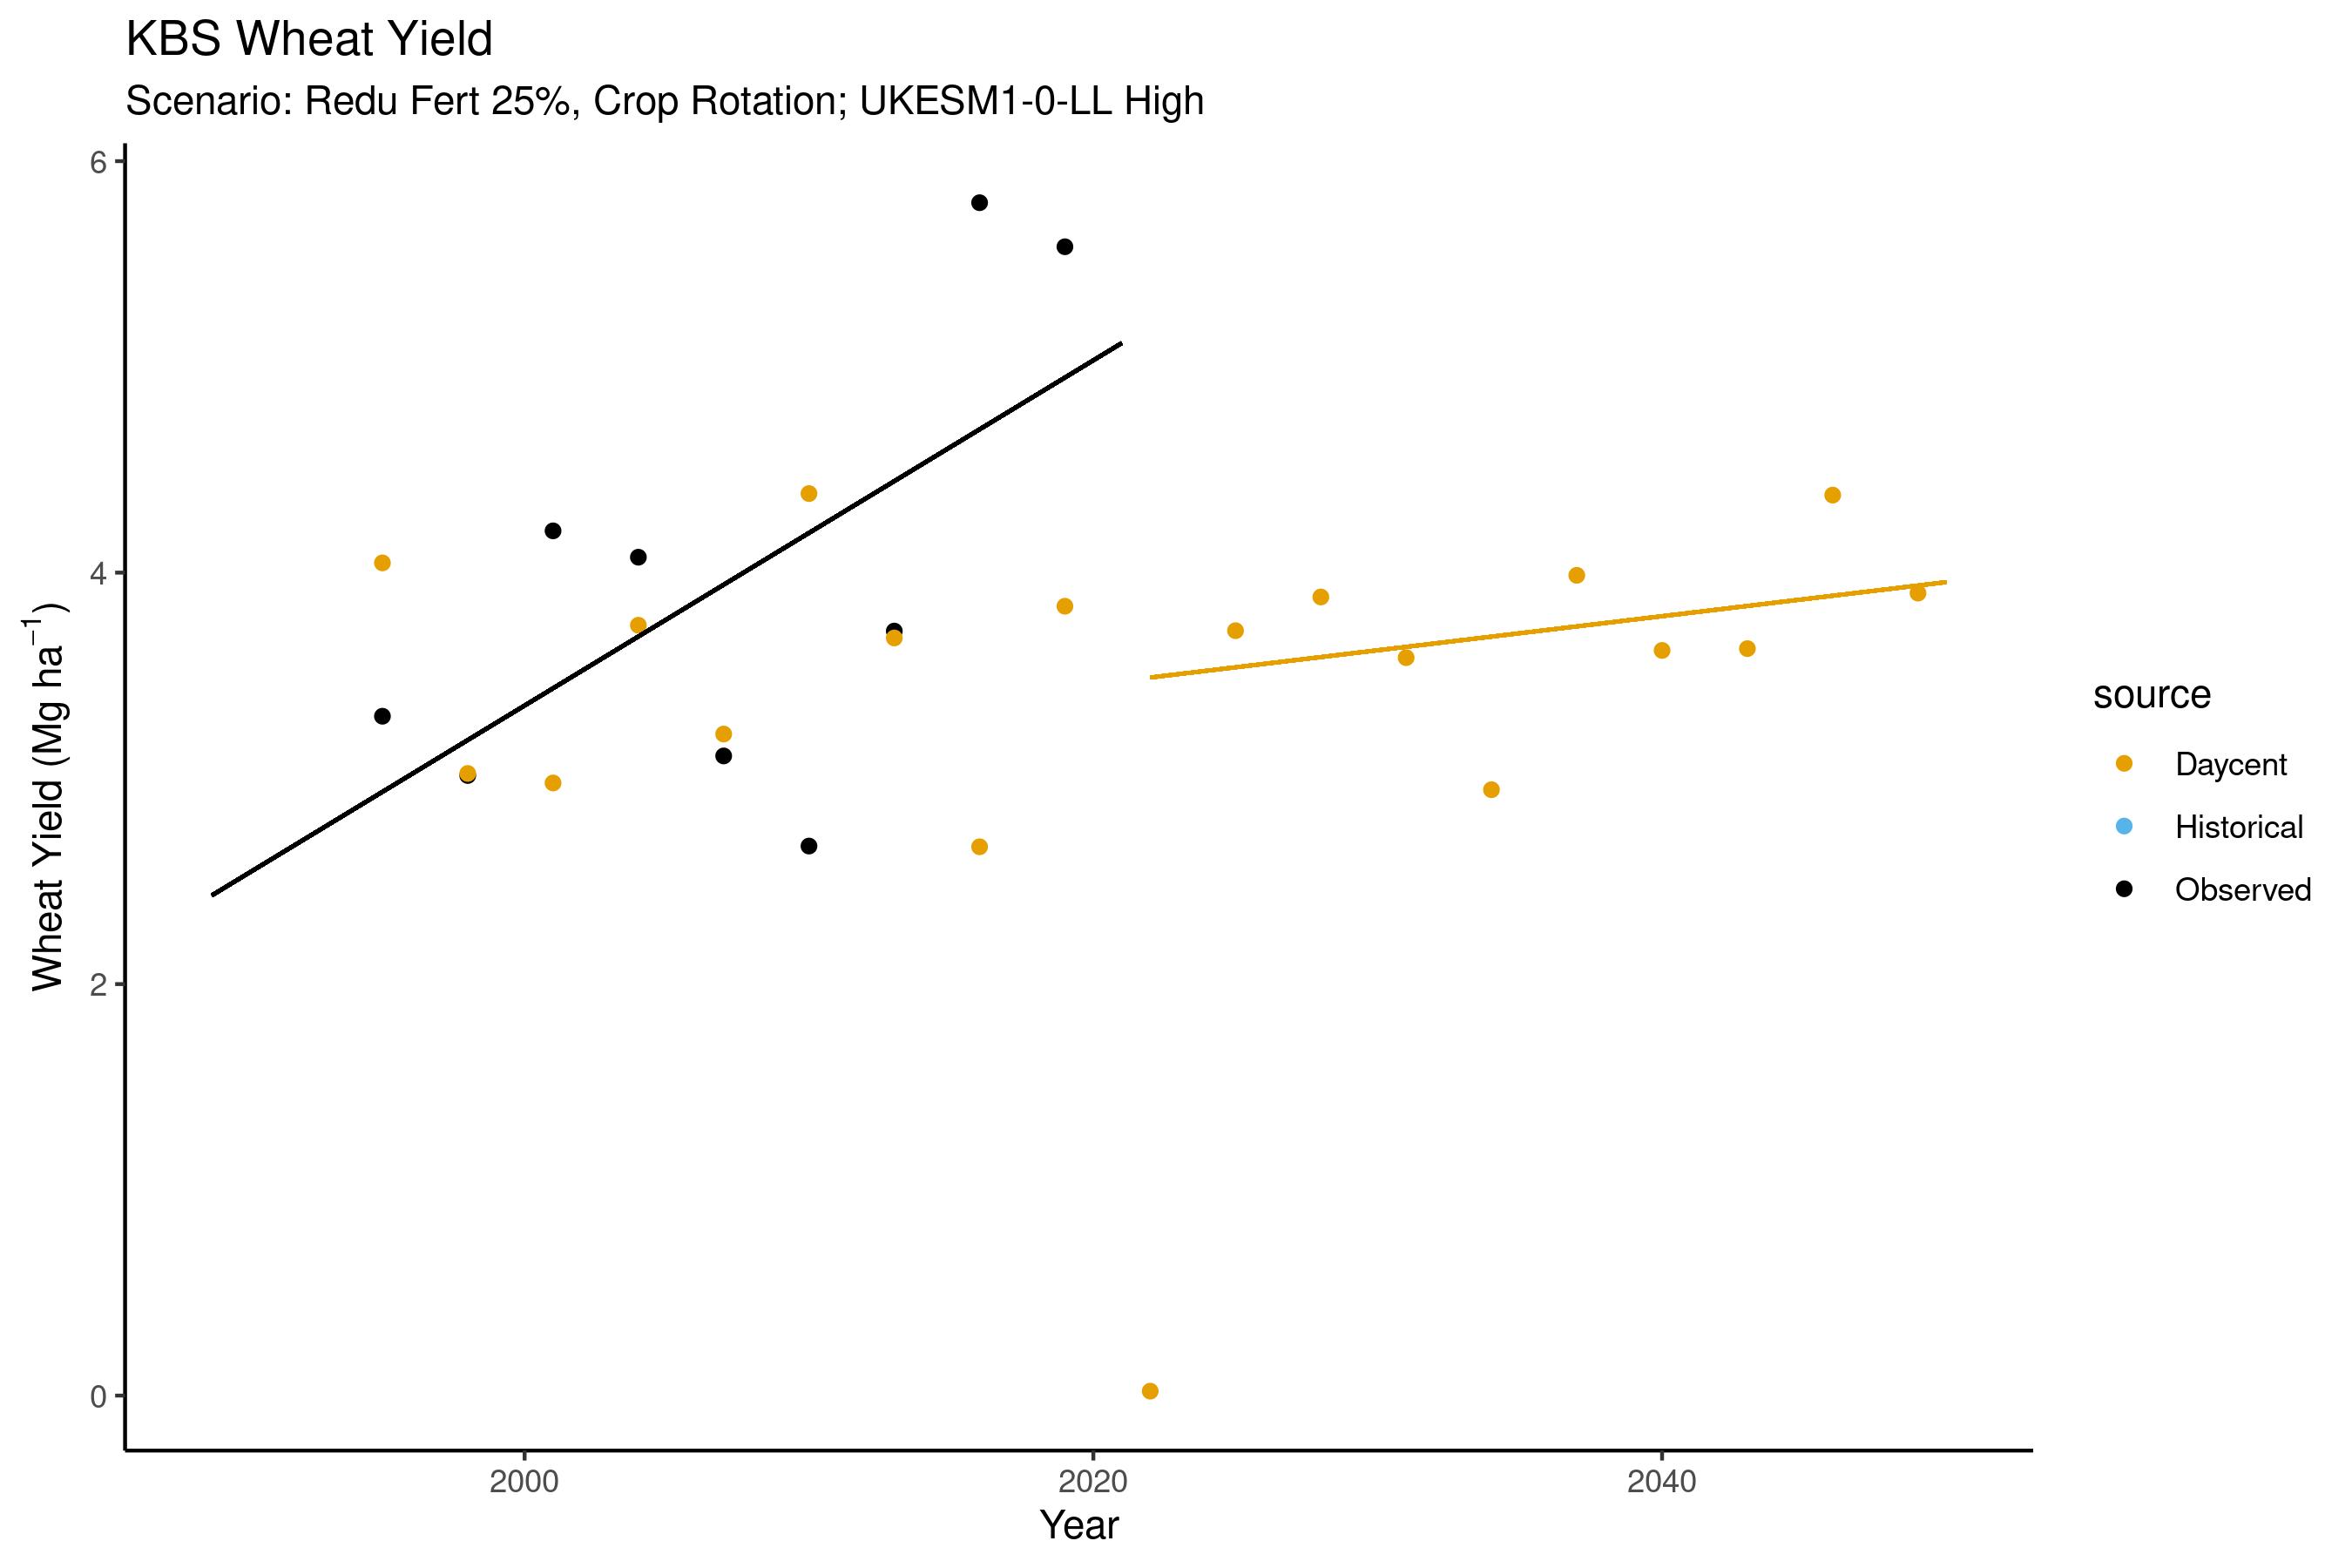 KBS Wheat Yield
Scenario: Redu Fert 25%, Crop Rotation; UKESM1-0-LL High
Wheat Yield (Mg ha⁻¹)
6
4
2
0
2000 2020 2040
Year
source
Daycent
Historical
Observed